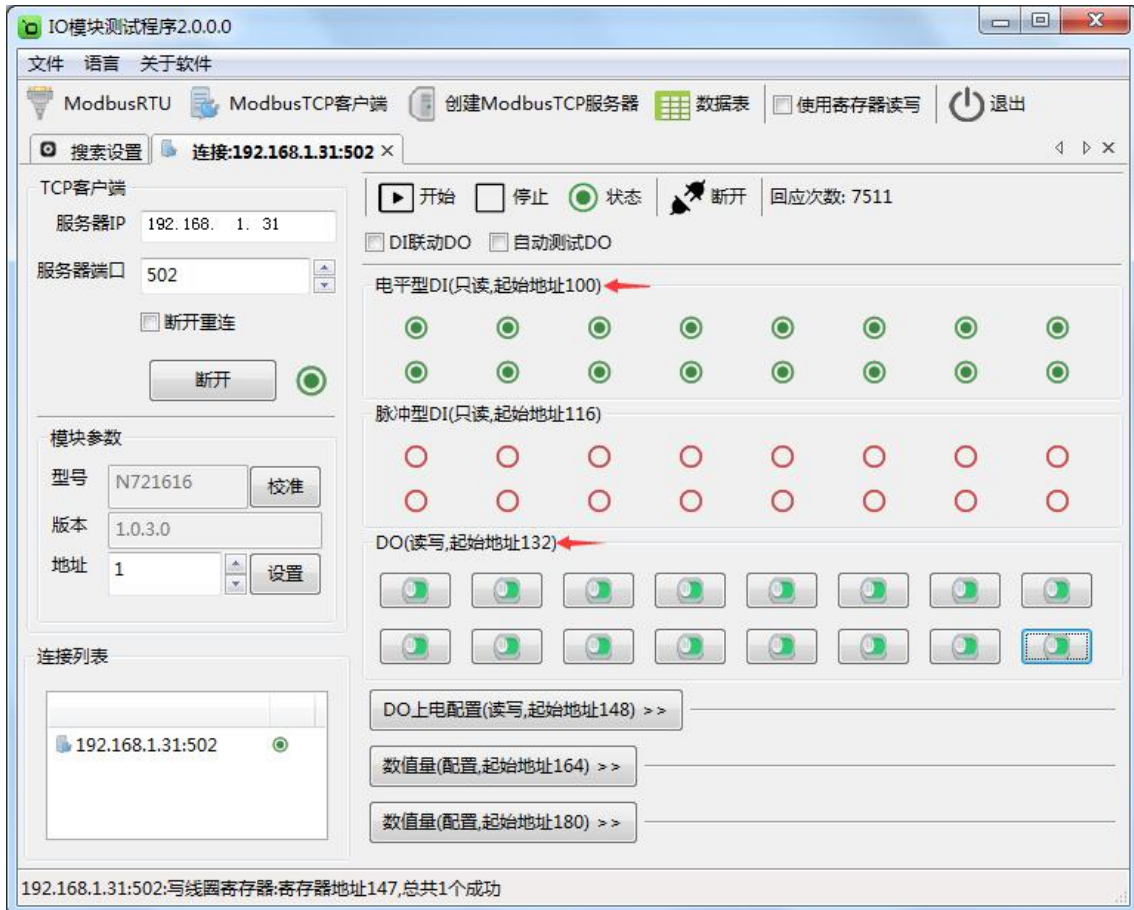 IO模块测试程序2.0.0.0
文件 语言 关于软件
ModbusRTU ModbusTCP客户端 创建ModbusTCP服务器 数据表 使用寄存器读写 退出
搜素设置 连接:192.168.1.31:502
TCP客户端
服务器IP 192.168. 1. 31
服务器端口 502
断开重连
断开
模块参数
型号 N721616 校准
版本 1.0.3.0
地址 1 设置
连接列表
192.168.1.31:502
开始 停止 状态 断开 回应次数: 7511
DI联动DO 自动测试DO
电平型DI(只读,起始地址100)
脉冲型DI(只读,起始地址116)
DO(读写,起始地址132)
DO上电配置(读写,起始地址148) >>
数值量(配置,起始地址164) >>
数值量(配置,起始地址180) >>
192.168.1.31:502:写线圈寄存器:寄存器地址147,总共1个成功